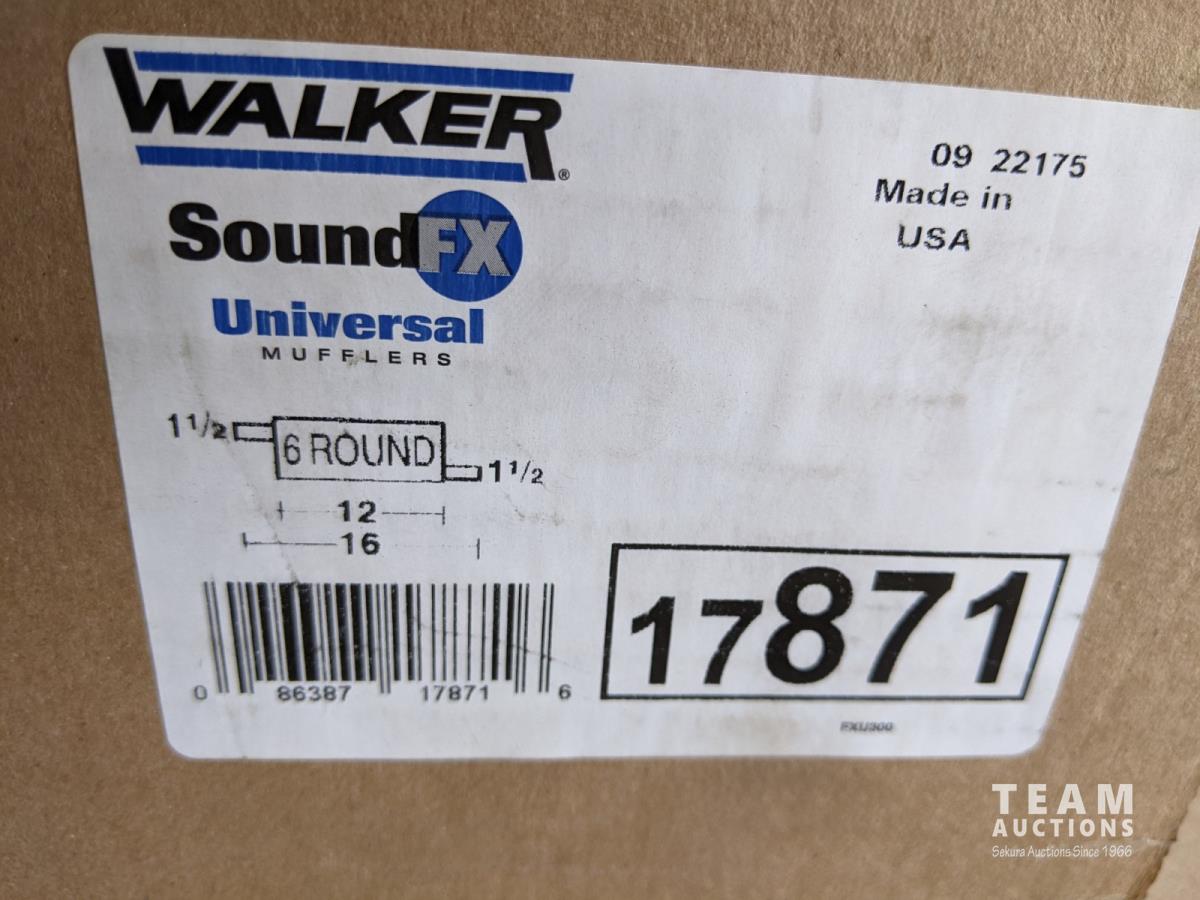 WALKER®
SoundFX
Universal
MUFFLERS
09 22175
Made in
USA
1 1/2
6 ROUND
1 1/2
12
16
0 86387 17871 6
17871
FXU300
TEAM
AUCTIONS
Sekura Auctions Since 1966